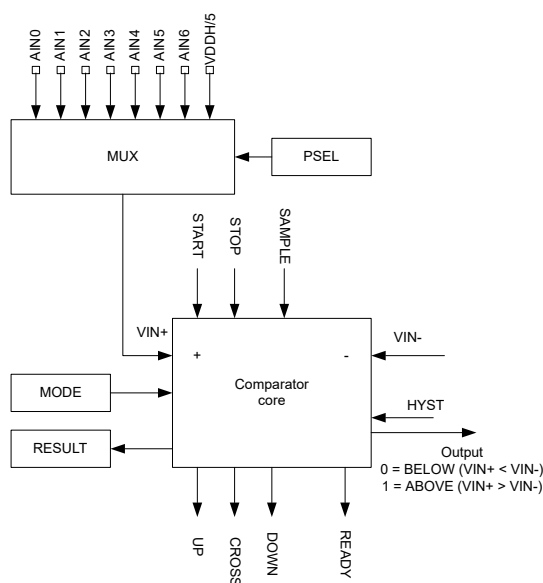 AIN0
AIN1
AIN2
AIN3
AIN4
AIN5
AIN6
VDDH/5
MUX
PSEL
START
STOP
SAMPLE
VIN+
VIN-
+
-
Comparator
core
MODE
HYST
RESULT
Output
0 = BELOW (VIN+ < VIN-)
1 = ABOVE (VIN+ > VIN-)
UP
CROSS
DOWN
READY